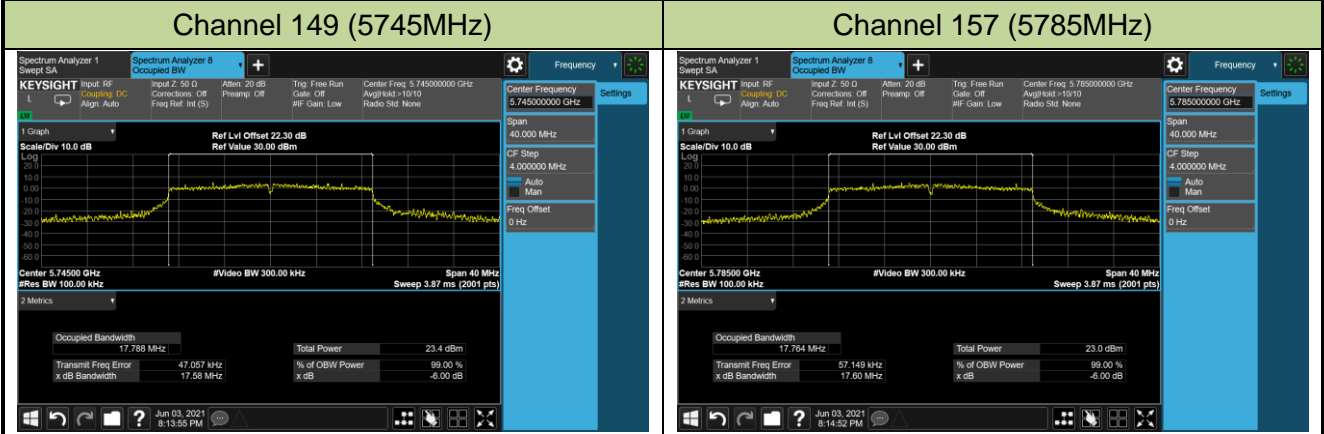 Channel 149 (5745MHz)
Spectrum Analyzer 1
Swept SA
Spectrum Analyzer 8
Occupied BW
+
Frequency
KEYSIGHT
L
Input: RF
Coupling: DC
Align: Auto
Input Z: 50 Ω
Corrections: Off
Freq Ref: Int (S)
Atten: 20 dB
Preamp: Off
Trig: Free Run
Gate: Off
#IF Gain: Low
Center Freq: 5.745000000 GHz
Avg|Hold:>10/10
Radio Std: None
Center Frequency
5.745000000 GHz
Settings
Span
40.000 MHz
CF Step
4.000000 MHz
Auto
Man
Freq Offset
0 Hz
1 Graph
Scale/Div 10.0 dB
Ref Lvl Offset 22.30 dB
Ref Value 30.00 dBm
Log
20.0
10.0
0.00
-10.0
-20.0
-30.0
-40.0
-50.0
-60.0
Center 5.74500 GHz
#Video BW 300.00 kHz
Span 40 MHz
#Res BW 100.00 kHz
Sweep 3.87 ms (2001 pts)
2 Metrics
Occupied Bandwidth
17.788 MHz
Total Power 23.4 dBm
Transmit Freq Error 47.057 kHz
% of OBW Power 99.00 %
x dB Bandwidth 17.58 MHz
x dB -6.00 dB
?
Jun 03, 2021
8:13:55 PM
Channel 157 (5785MHz)
Spectrum Analyzer 1
Swept SA
Spectrum Analyzer 8
Occupied BW
+
Frequency
KEYSIGHT
L
Input: RF
Coupling: DC
Align: Auto
Input Z: 50 Ω
Corrections: Off
Freq Ref: Int (S)
Atten: 20 dB
Preamp: Off
Trig: Free Run
Gate: Off
#IF Gain: Low
Center Freq: 5.785000000 GHz
Avg|Hold:>10/10
Radio Std: None
Center Frequency
5.785000000 GHz
Settings
Span
40.000 MHz
CF Step
4.000000 MHz
Auto
Man
Freq Offset
0 Hz
1 Graph
Scale/Div 10.0 dB
Ref Lvl Offset 22.30 dB
Ref Value 30.00 dBm
Log
20.0
10.0
0.00
-10.0
-20.0
-30.0
-40.0
-50.0
-60.0
Center 5.78500 GHz
#Video BW 300.00 kHz
Span 40 MHz
#Res BW 100.00 kHz
Sweep 3.87 ms (2001 pts)
2 Metrics
Occupied Bandwidth
17.764 MHz
Total Power 23.0 dBm
Transmit Freq Error 57.149 kHz
% of OBW Power 99.00 %
x dB Bandwidth 17.60 MHz
x dB -6.00 dB
?
Jun 03, 2021
8:14:52 PM